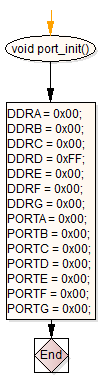 void port_init()
DDRA = 0x00;
DDRB = 0x00;
DDRC = 0x00;
DDRD = 0xFF;
DDRE = 0x00;
DDRF = 0x00;
DDRG = 0x00;
PORTA = 0x00;
PORTB = 0x00;
PORTC = 0x00;
PORTD = 0x00;
PORTE = 0x00;
PORTF = 0x00;
PORTG = 0x00;
End